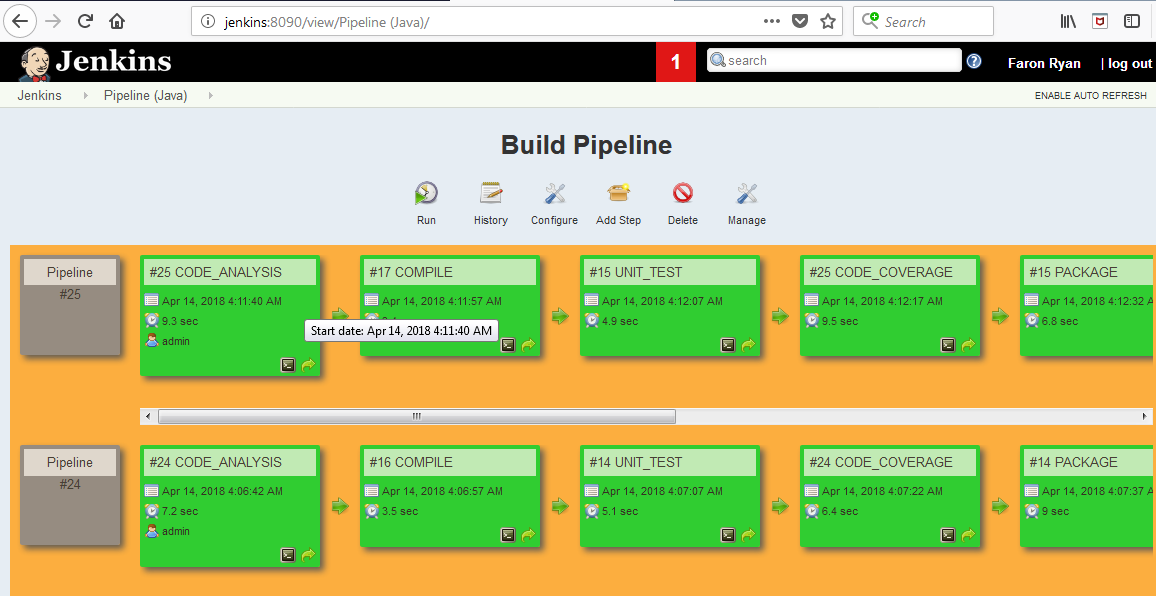 jenkins:8090/view/Pipeline (Java)/
Search
Jenkins
1
search
Faron Ryan
| log out
Jenkins
Pipeline (Java)
ENABLE AUTO REFRESH
Build Pipeline
Run
History
Configure
Add Step
Delete
Manage
Pipeline
#25
#25 CODE_ANALYSIS
Apr 14, 2018 4:11:40 AM
9.3 sec
admin
#17 COMPILE
Apr 14, 2018 4:11:57 AM
Start date: Apr 14, 2018 4:11:40 AM
#15 UNIT_TEST
Apr 14, 2018 4:12:07 AM
4.9 sec
#25 CODE_COVERAGE
Apr 14, 2018 4:12:17 AM
9.5 sec
#15 PACKAGE
Apr 14, 2018 4:12:32 A
6.8 sec
Pipeline
#24
#24 CODE_ANALYSIS
Apr 14, 2018 4:06:42 AM
7.2 sec
admin
#16 COMPILE
Apr 14, 2018 4:06:57 AM
3.5 sec
#14 UNIT_TEST
Apr 14, 2018 4:07:07 AM
5.1 sec
#24 CODE_COVERAGE
Apr 14, 2018 4:07:22 AM
6.4 sec
#14 PACKAGE
Apr 14, 2018 4:07:37 A
9 sec